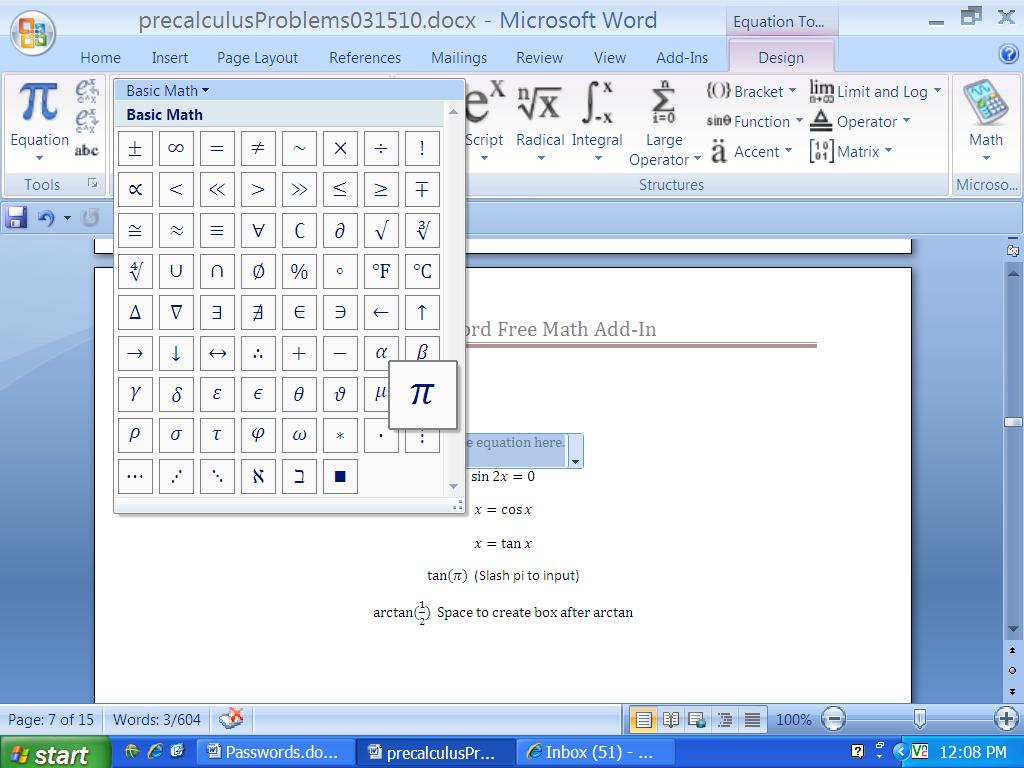 precalculusProblems031510.docx - Microsoft Word
Equation To...
Home Insert Page Layout References Mailings Review View Add-Ins Design
π Equation
abc
Tools
Basic Math
Basic Math
± ∞ = ≠ ~ × ÷ !
∝ < ≪ > ≫ ≤ ≥ ∓
≅ ≈ ≡ ∀ ∁ ∂ √ ∛
∜ ∪ ∩ ∅ % ° °F °C
∆ ∇ ∃ ∄ ∈ ∋ ← ↑
→ ↓ ↔ ∴ + − α β
γ δ ε ϵ θ ϑ μ π
ρ σ τ φ ω * ∙ ⋮
⋯ ⋰ ⋱ ℵ ℶ ■
Script
Radical
Integral
Large Operator
{()} Bracket
sinθ Function
ä Accent
lim n→∞ Limit and Log
Operator
Matrix
Structures
Math
Microso...
ord Free Math Add-In
e equation here.
sin 2x = 0
x = cos x
x = tan x
tan(π) (Slash pi to input)
arctan(1/2) Space to create box after arctan
Page: 7 of 15 Words: 3/604 100%
start Passwords.do... precalculusPr... Inbox (51) - ... 12:08 PM